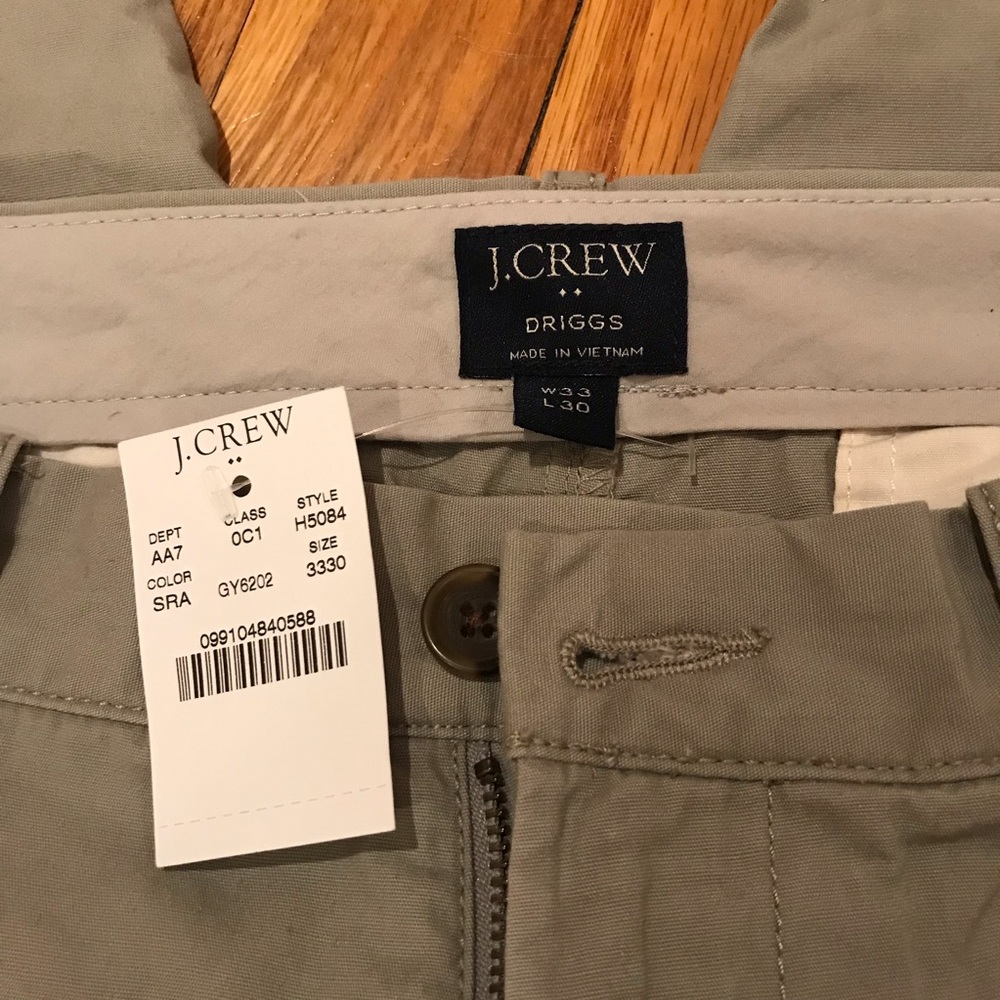 J.CREW
DRIGGS
MADE IN VIETNAM
W33
L30
J.CREW
DEPT CLASS STYLE
AA7 0C1 H5084
COLOR SIZE
SRA GY6202 3330
099104840588